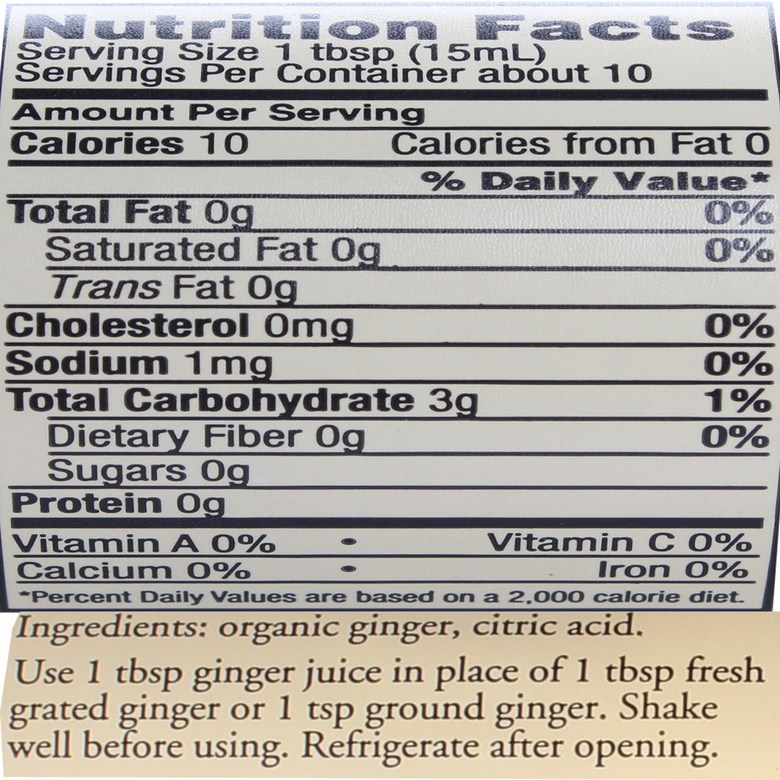 Nutrition Facts
Serving Size 1 tbsp (15mL)
Servings Per Container about 10
Amount Per Serving
Calories 10 Calories from Fat 0
% Daily Value*
Total Fat 0g 0%
Saturated Fat 0g 0%
Trans Fat 0g
Cholesterol 0mg 0%
Sodium 1mg 0%
Total Carbohydrate 3g 1%
Dietary Fiber 0g 0%
Sugars 0g
Protein 0g
Vitamin A 0% • Vitamin C 0%
Calcium 0% • Iron 0%
*Percent Daily Values are based on a 2,000 calorie diet.
Ingredients: organic ginger, citric acid.
Use 1 tbsp ginger juice in place of 1 tbsp fresh
grated ginger or 1 tsp ground ginger. Shake
well before using. Refrigerate after opening.